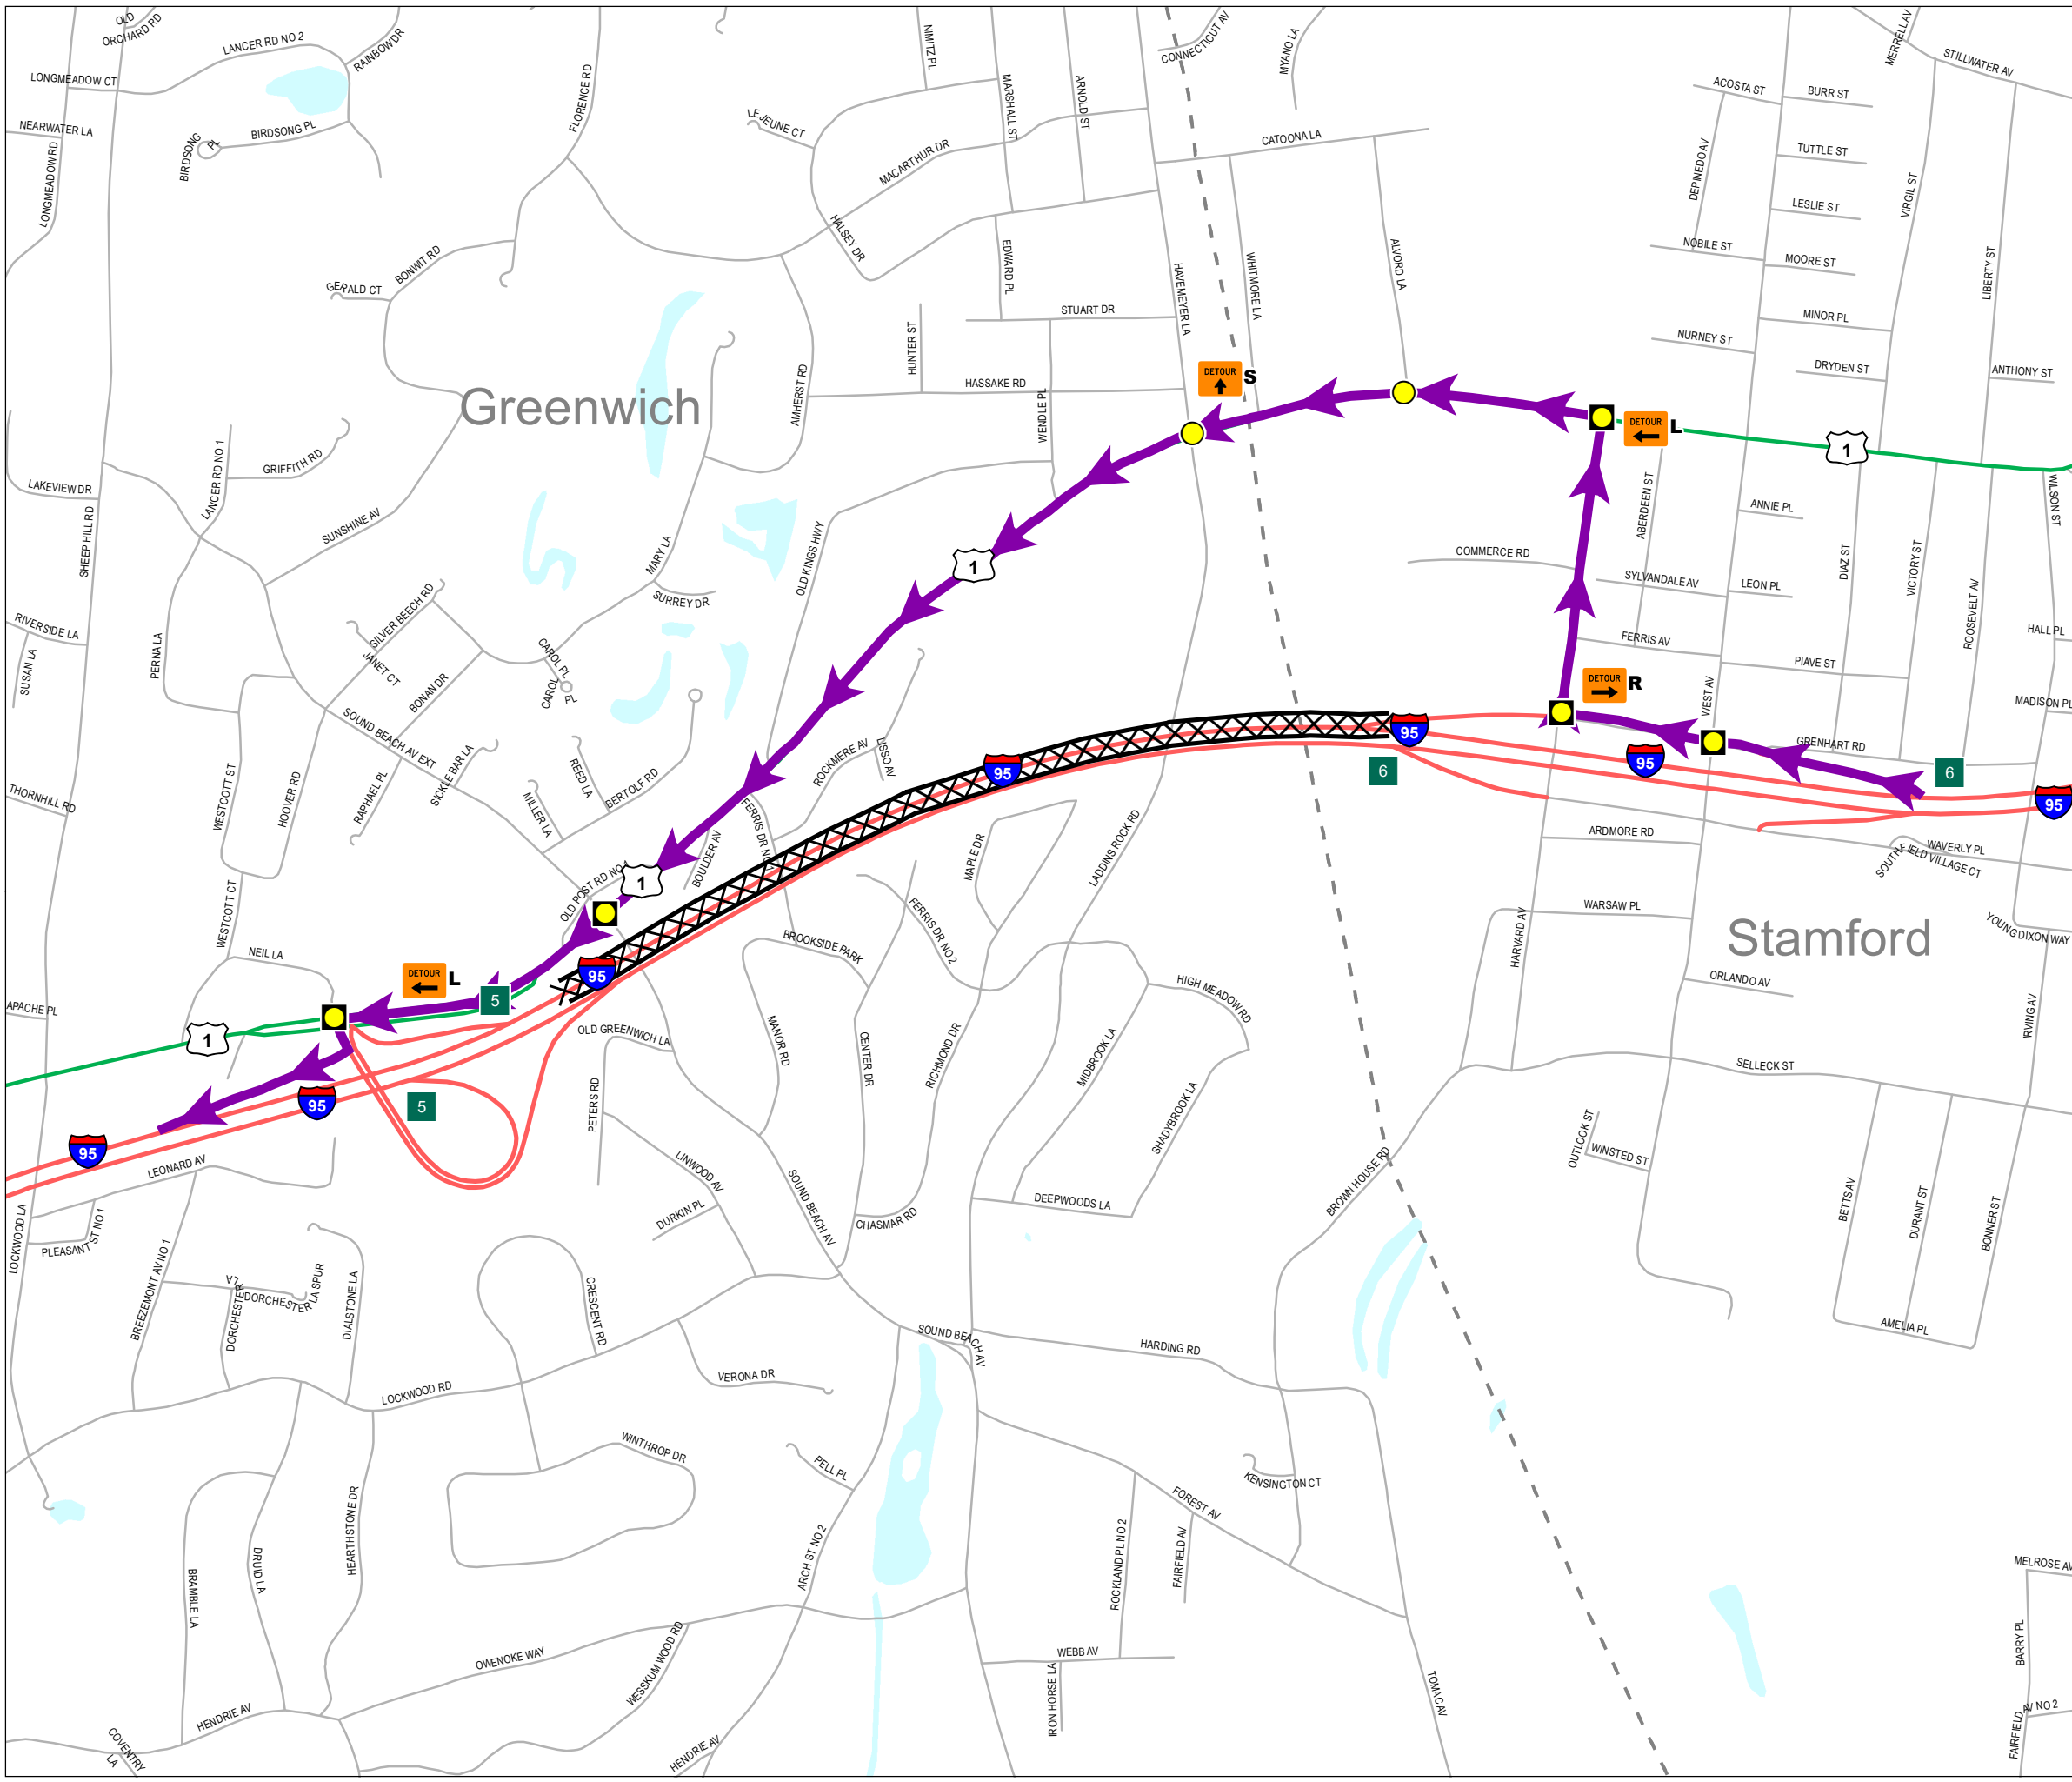 OLD
ORCHARD RD
LANCER RD NO 2
RAINBOW DR
LONGMEADOW CT
NEARWATER LA
LONGMEADOW RD
BIRDSONG
PL
BIRDSONG PL
FLORENCE RD
NIMITZ PL
MARSHALL ST
ARNOLD ST
CONNECTICUT AV
MYANO LA
MERRELL AV
STILLWATER AV
ACOSTA ST
BURR ST
LEJEUNE CT
MACARTHUR DR
CATOONA LA
TUTTLE ST
DEPINEDO AV
VIRGIL ST
LESLIE ST
HALSEY DR
BONWIT RD
GERALD CT
EDWARD PL
HAVEMEYER LA
WHITMORE LA
ALVORD LA
NOBILE ST
MOORE ST
LIBERTY ST
STUART DR
MINOR PL
HUNTER ST
NURNEY ST
DRYDEN ST
ANTHONY ST
DETOUR
S
HASSAKE RD
AMHERST RD
WENDLE PL
Greenwich
DETOUR
L
1
LANCER RD NO 1
GRIFFITH RD
LAKEVIEW DR
SUNSHINE AV
SHEEP HILL RD
ABERDEEN ST
ANNIE PL
WILSON ST
MARY LA
OLD KINGS HWY
1
COMMERCE RD
SYLVANDALE AV
LEON PL
DIAZ ST
VICTORY ST
ROOSEVELT AV
SURREY DR
RIVERSIDE LA
SUSAN LA
PERNA LA
SILVER BEECH RD
JANET CT
BONAN DR
CAROL PL
CAROL
PL
FERRIS AV
PIAVE ST
HALL PL
DETOUR
R
WEST AV
MADISON PL
SOUND BEACH AV EXT
SICKLE BAR LA
REED LA
BERTOLF RD
ROCKMERE AV
LISSO AV
95
95
95
6
GRENHART RD
6
95
THORNHILL RD
WESTCOTT ST
HOOVER RD
RAPHAEL PL
MILLER LA
FERRIS DR NO 1
BOULDER AV
MAPLE DR
LADDINS ROCK RD
ARDMORE RD
WAVERLY PL
SOUTHFIELD VILLAGE CT
1
OLD POST RD NO 1
WESTCOTT CT
WARSAW PL
HARVARD AV
Stamford
YOUNG DIXON WAY
FERRIS DR NO 2
BROOKSIDE PARK
NEIL LA
95
DETOUR
L
5
APACHE PL
1
HIGH MEADOW RD
ORLANDO AV
IRVING AV
OLD GREENWICH LA
MANOR RD
CENTER DR
RICHMOND DR
MIDBROOK LA
SELLECK ST
95
5
PETERS RD
SHADYBROOK LA
95
LEONARD AV
OUTLOOK ST
WINSTED ST
BROWN HOUSE RD
LINWOOD AV
SOUND BEACH AV
DURKIN PL
CHASMAR RD
DEEPWOODS LA
BETTS AV
DURANT ST
BONNER ST
LOCKWOOD LA
PLEASANT ST NO 1
BREEZEMONT AV NO 1
DORCHESTER
LA
DORCHESTER
LA SPUR
DIALSTONE LA
CRESCENT RD
SOUND BEACH AV
HARDING RD
AMELIA PL
VERONA DR
LOCKWOOD RD
WINTHROP DR
PELL PL
KENSINGTON CT
FOREST AV
HEARTHSTONE DR
DRUID LA
BRAMBLE LA
ARCH ST NO 2
ROCKLAND PL NO 2
FAIRFIELD AV
MELROSE AV
BARRY PL
OWENOKE WAY
WESSKUM WOOD RD
WEBB AV
IRON HORSE LA
TOMAC AV
HENDRIE AV
HENDRIE AV
COVENTRY
LA
FAIRFIELD
AV NO 2